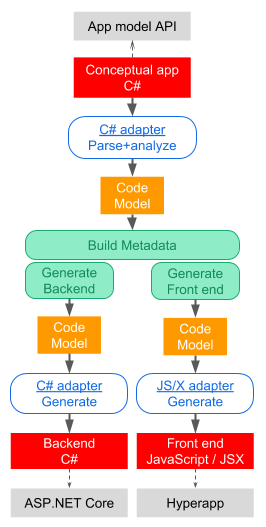 App model API
Conceptual app
C#
C# adapter
Parse+analyze
Code
Model
Build Metadata
Generate
Backend
Generate
Front end
Code
Model
Code
Model
C# adapter
Generate
JS/X adapter
Generate
Backend
C#
Front end
JavaScript / JSX
ASP.NET Core
Hyperapp